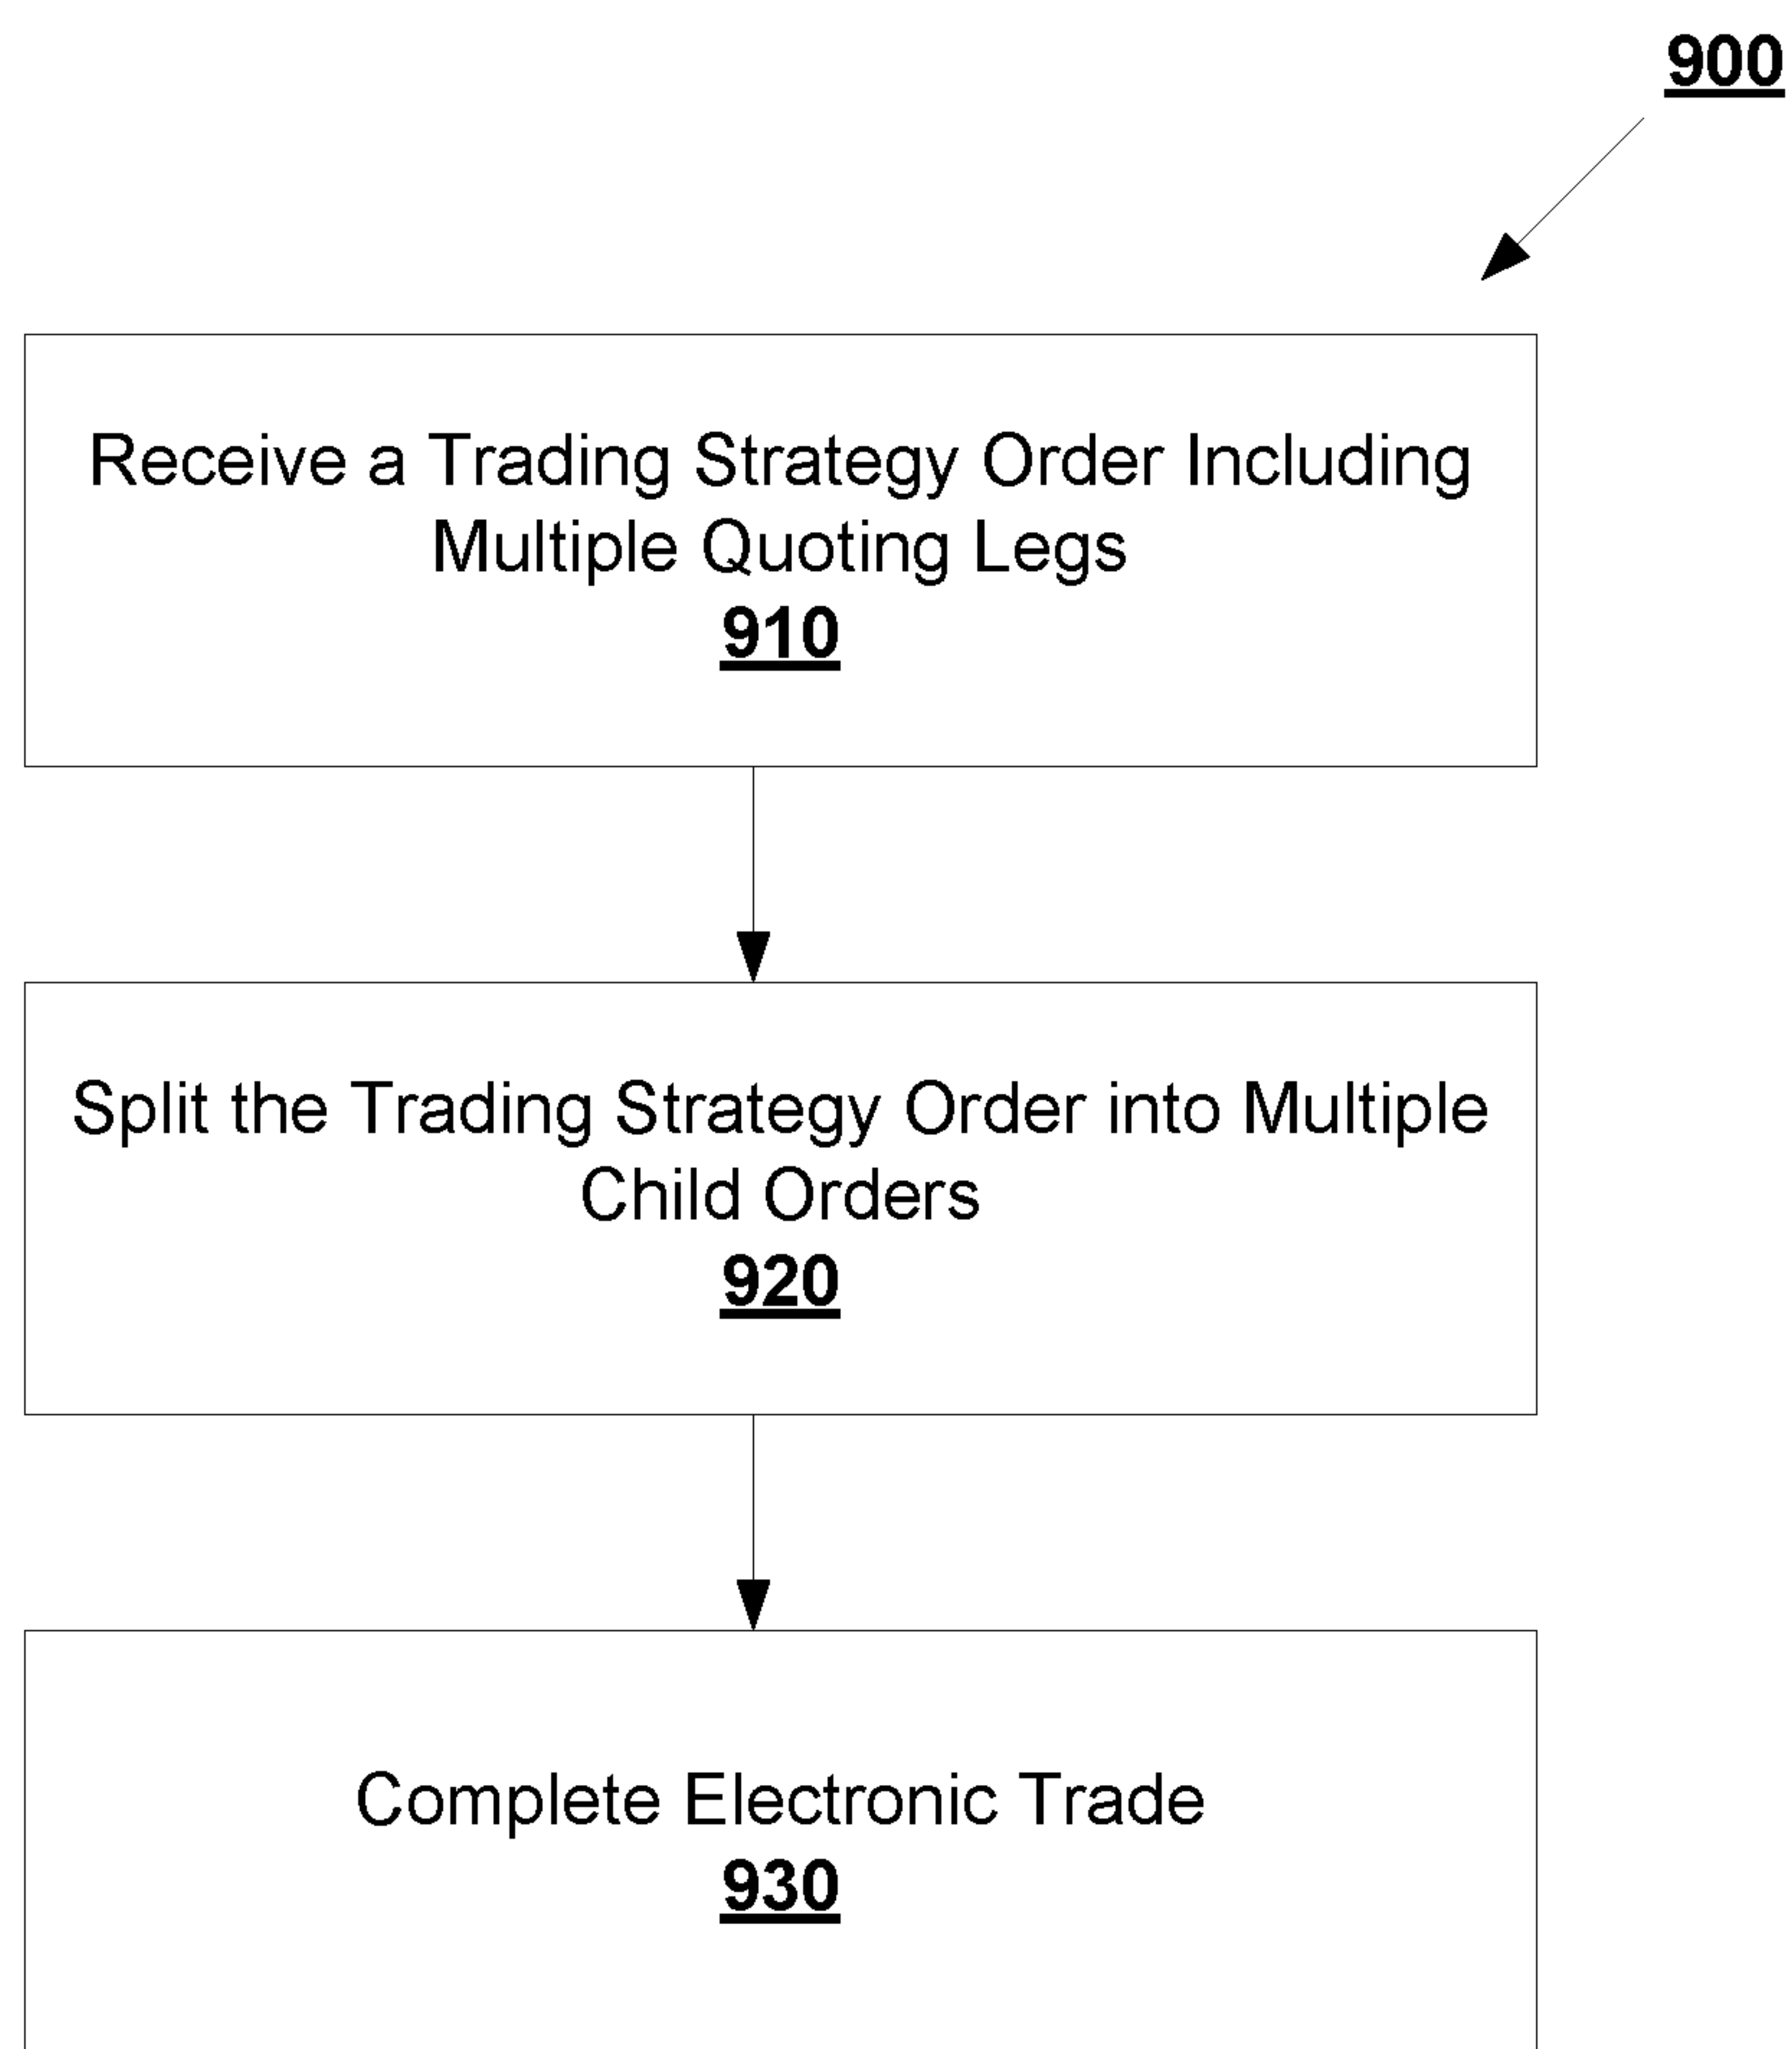 900
Receive a Trading Strategy Order Including
Multiple Quoting Legs
910
Split the Trading Strategy Order into Multiple
Child Orders
920
Complete Electronic Trade
930